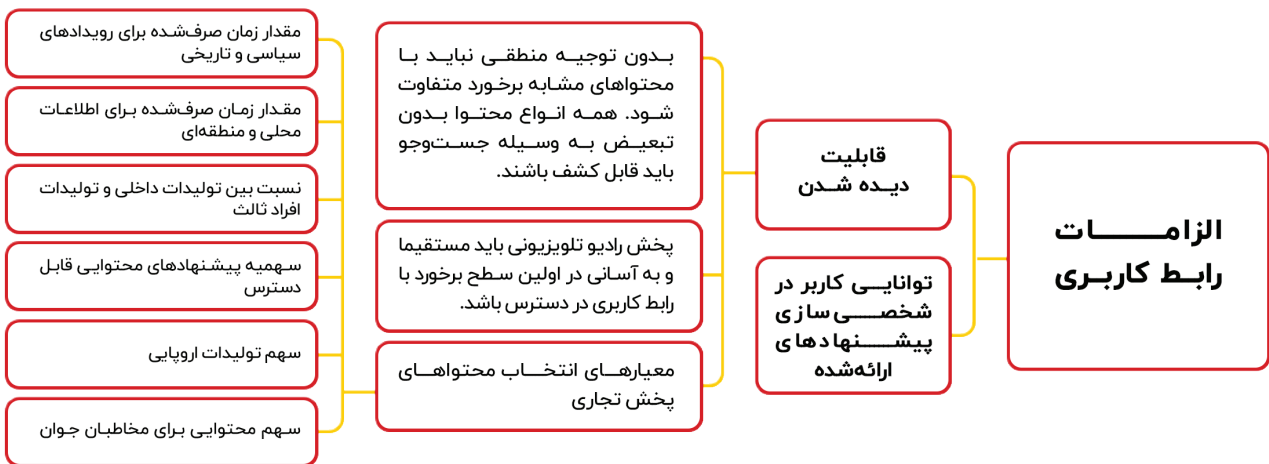 الزامات
رابط کاربری
قابلیت
دیده شدن
توانایی کاربر در
شخصی‌سازی
پیشنهادهای
ارائه‌شده
بدون توجیه منطقی نباید با
محتواهای مشابه برخورد متفاوت
شود. همه انواع محتوا بدون
تبعیض به وسیله جست‌وجو
باید قابل کشف باشند.
پخش رادیو تلویزیونی باید مستقیما
و به آسانی در اولین سطح برخورد با
رابط کاربری در دسترس باشد.
معیارهای انتخاب محتواهای
پخش تجاری
مقدار زمان صرف‌شده برای رویدادهای
سیاسی و تاریخی
مقدار زمان صرف‌شده برای اطلاعات
محلی و منطقه‌ای
نسبت بین تولیدات داخلی و تولیدات
افراد ثالث
سهمیه پیشنهادهای محتوایی قابل
دسترس
سهم تولیدات اروپایی
سهم محتوایی برای مخاطبان جوان